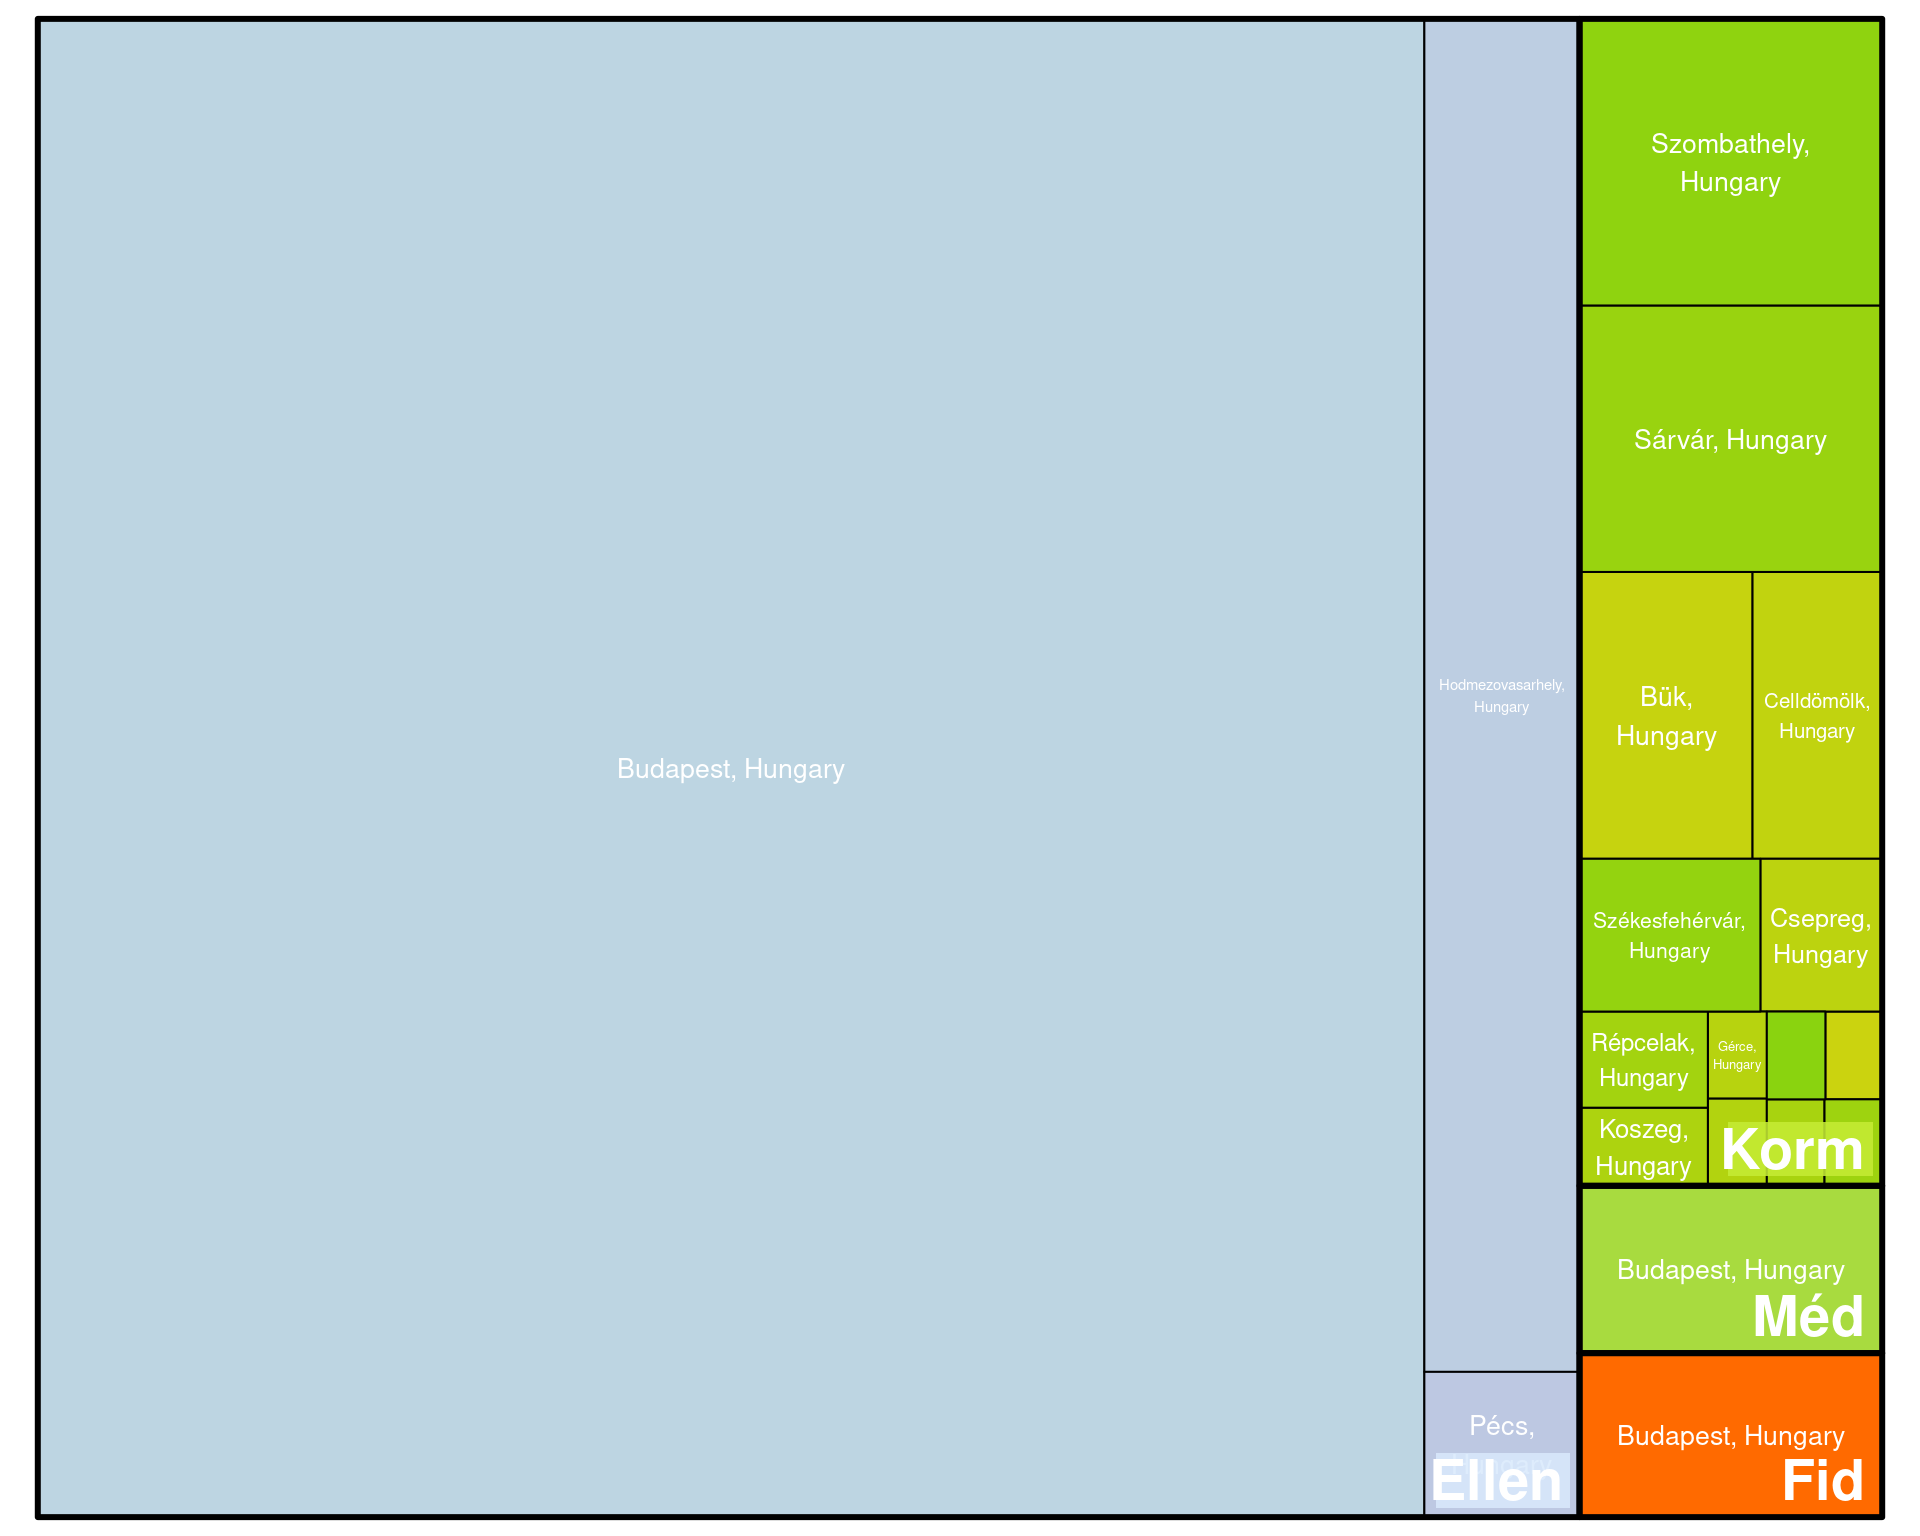 Budapest, Hungary
Hodmezovasarhely,
Hungary
Pécs,
Hungary
Ellen
Szombathely,
Hungary
Sárvár, Hungary
Bük,
Hungary
Celldömölk,
Hungary
Székesfehérvár,
Hungary
Csepreg,
Hungary
Répcelak,
Hungary
Gérce,
Hungary
Koszeg,
Hungary
Korm
Budapest, Hungary
Méd
Budapest, Hungary
Fid